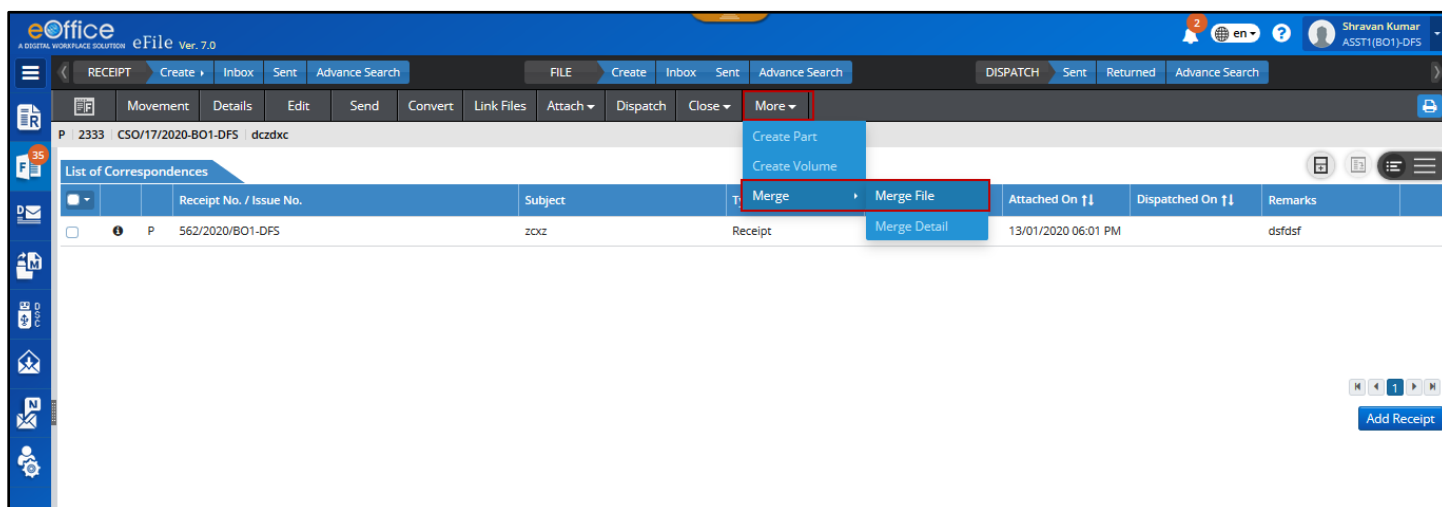 eOffice
A DIGITAL WORKPLACE SOLUTION eFile Ver. 7.0
2
en
?
Shravan Kumar
ASST1(BO1)-DFS
RECEIPT Create Inbox Sent Advance Search FILE Create Inbox Sent Advance Search DISPATCH Sent Returned Advance Search
Movement Details Edit Send Convert Link Files Attach Dispatch Close More
P 2333 CSO/17/2020-BO1-DFS dczdxc
Create Part
Create Volume
Merge Merge File
Merge Detail
List of Correspondences
Receipt No. / Issue No. Subject Ty Attached On Dispatched On Remarks
P 562/2020/BO1-DFS zcxz Receipt 13/01/2020 06:01 PM dsfdsf
1
Add Receipt
R
F 35
D
M
DSC
N